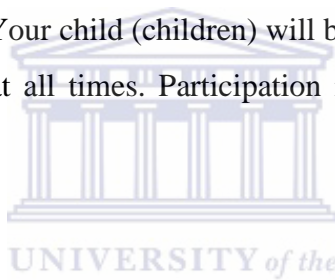 Your child (children) will b
at all times. Participation
UNIVERSITY of the